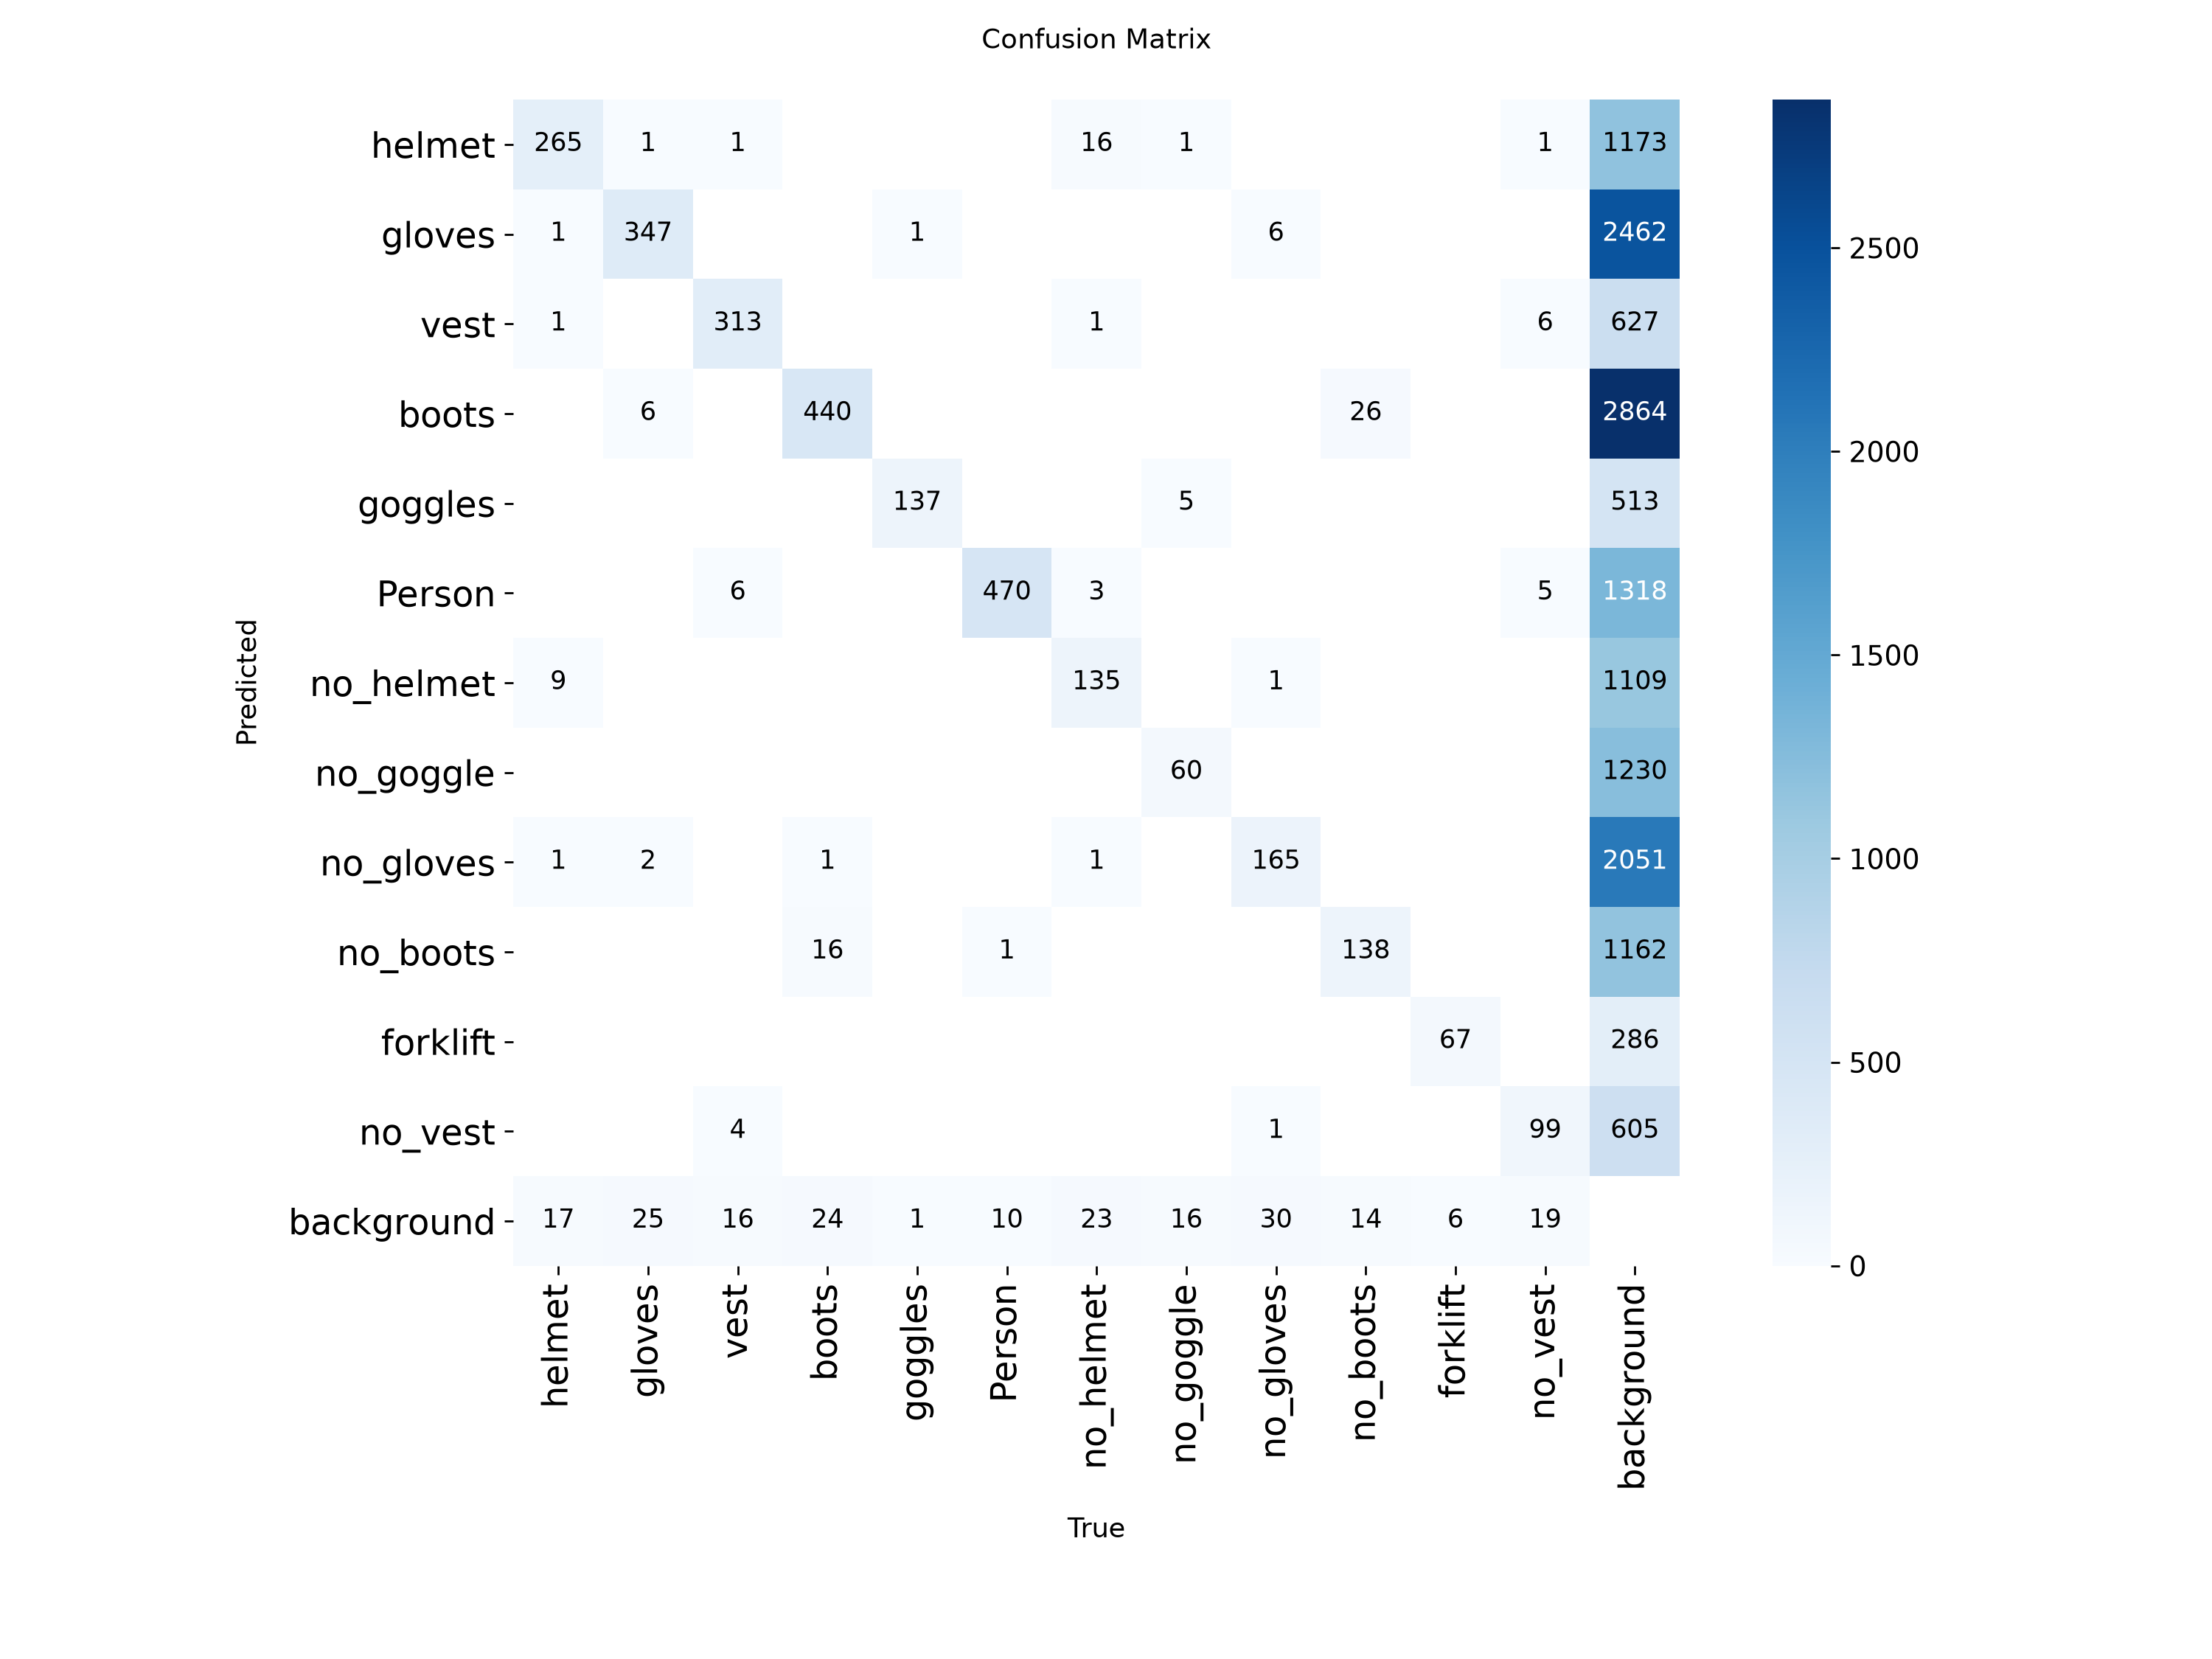 Confusion Matrix
helmet 265 1 1 16 1 1 1173
gloves 1 347 1 6 2462
vest 1 313 1 6 627
boots 6 440 26 2864
goggles 137 5 513
Person 6 470 3 5 1318
no_helmet 9 135 1 1109
no_goggle 60 1230
no_gloves 1 2 1 1 165 2051
no_boots 16 1 138 1162
forklift 67 286
no_vest 4 1 99 605
background 17 25 16 24 1 10 23 16 30 14 6 19
Predicted
helmet gloves vest boots goggles Person no_helmet no_goggle no_gloves no_boots forklift no_vest background
True
2500
2000
1500
1000
500
0